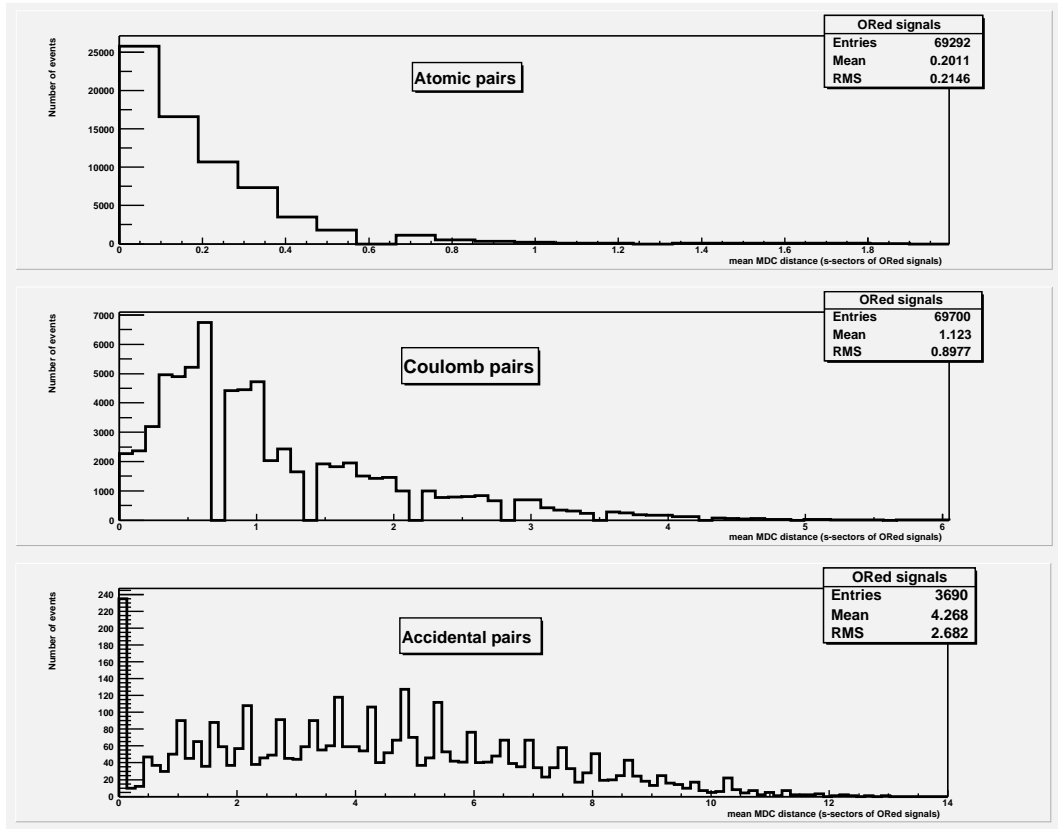 ORed signals
Entries 69292
Mean 0.2011
RMS 0.2146
Number of events
Atomic pairs
25000
20000
15000
10000
5000
0
0 0.2 0.4 0.6 0.8 1 1.2 1.4 1.6 1.8
mean MDC distance (s-sectors of ORed signals)
ORed signals
Entries 69700
Mean 1.123
RMS 0.8977
Number of events
Coulomb pairs
7000
6000
5000
4000
3000
2000
1000
0
0 1 2 3 4 5 6
mean MDC distance (s-sectors of ORed signals)
ORed signals
Entries 3690
Mean 4.268
RMS 2.682
Number of events
Accidental pairs
240
220
200
180
160
140
120
100
80
60
40
20
0
0 2 4 6 8 10 12 14
mean MDC distance (s-sectors of ORed signals)